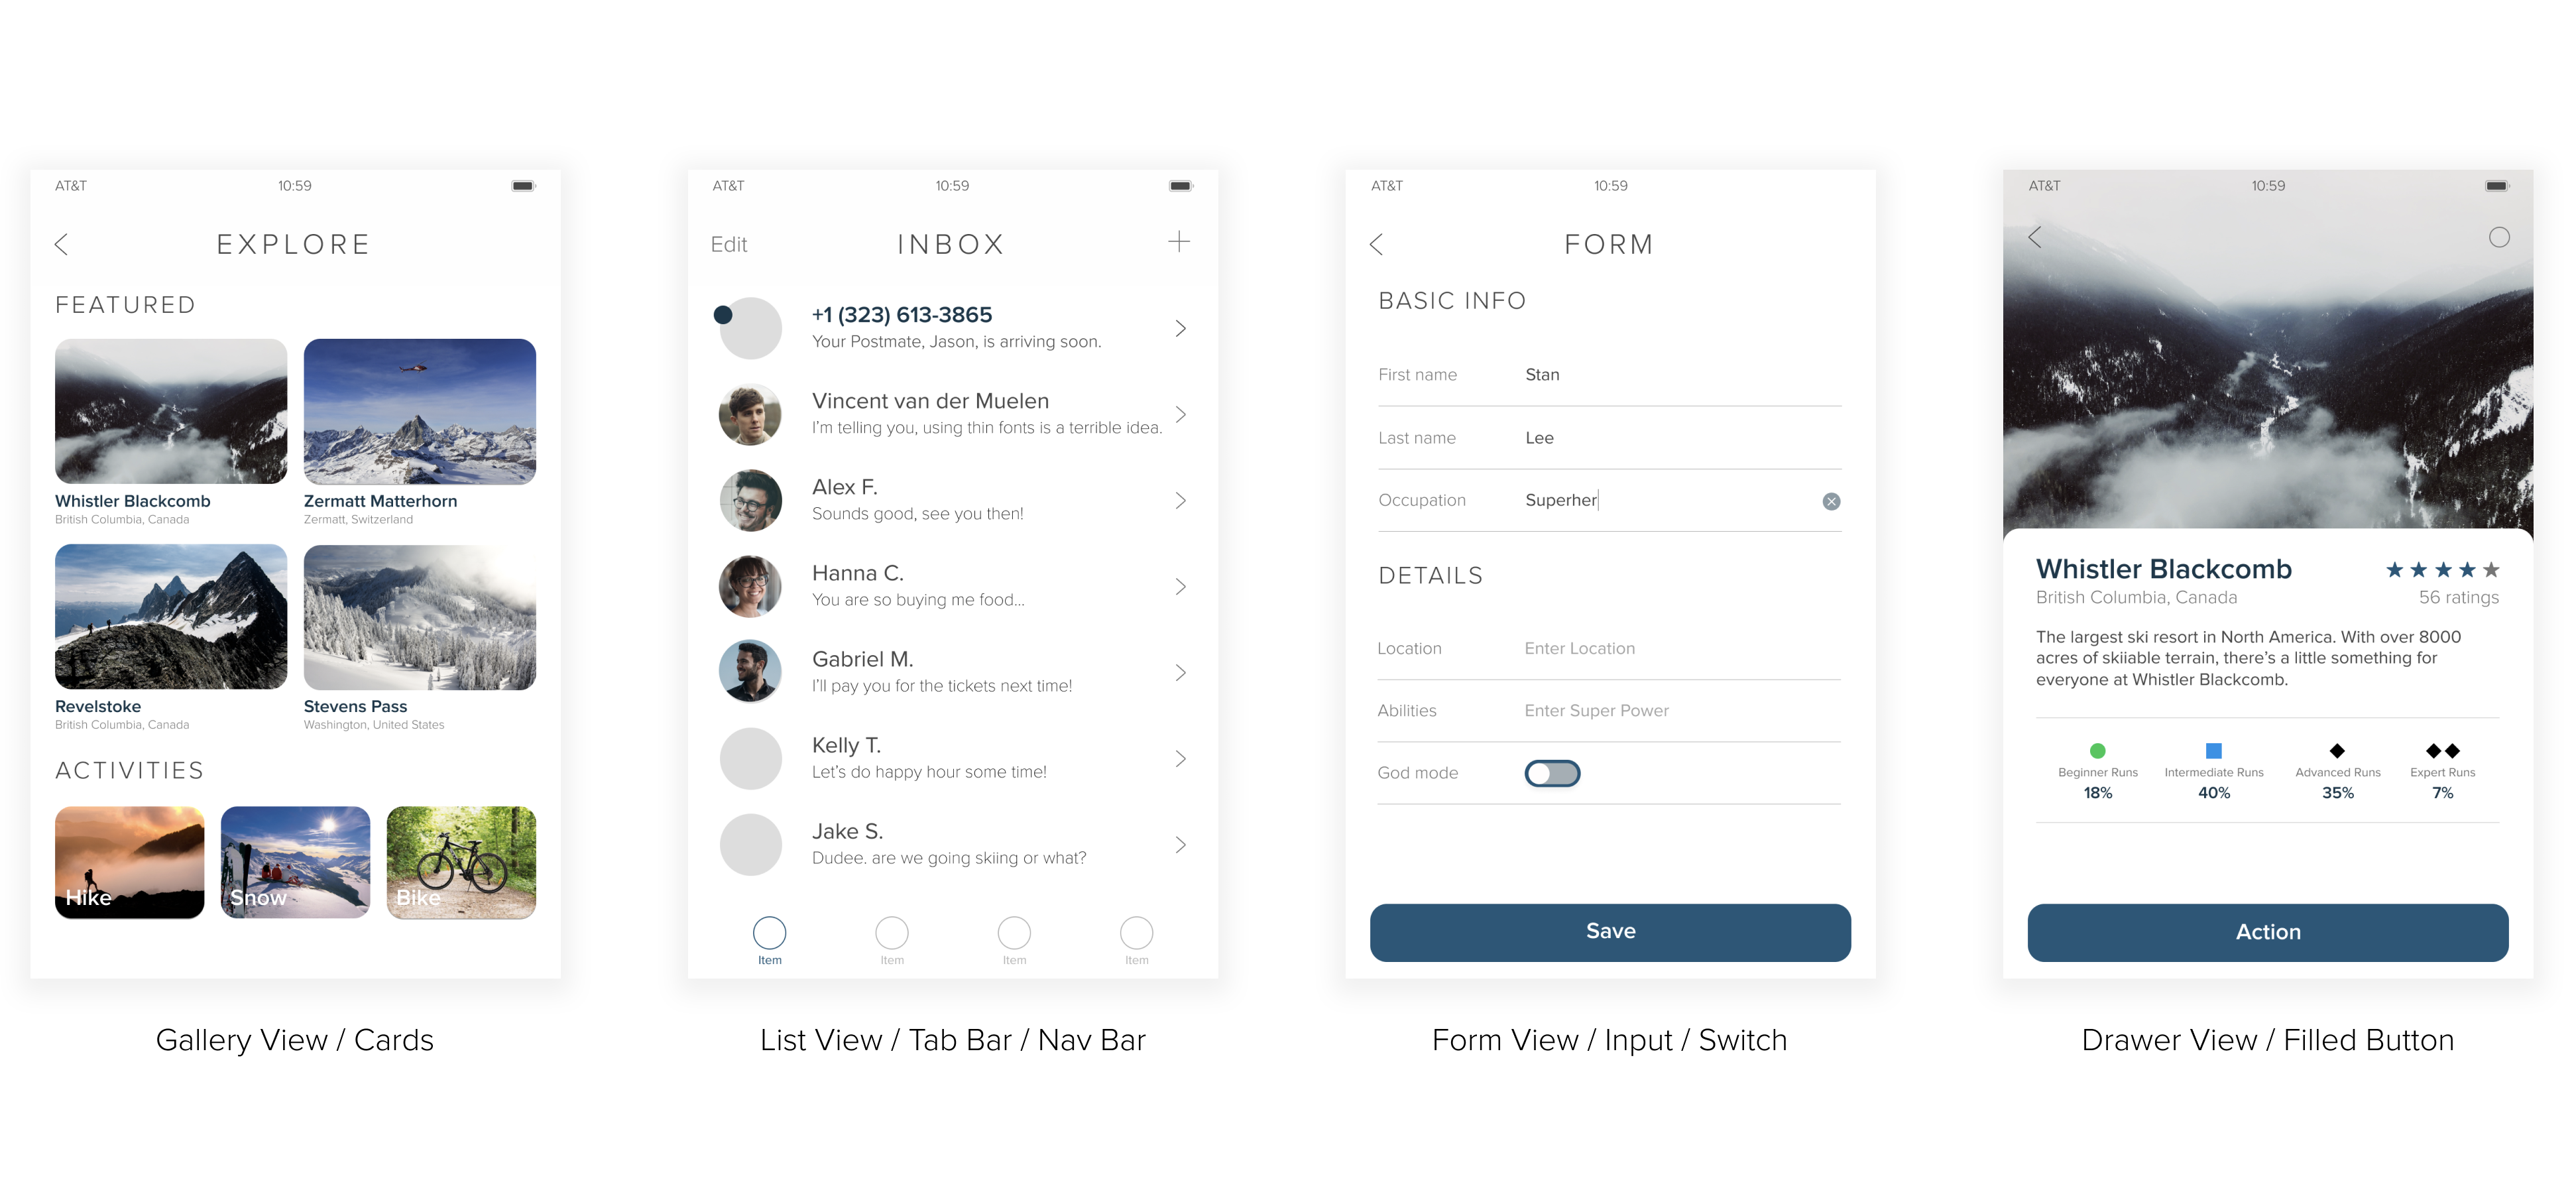 AT&T
10:59
EXPLORE
FEATURED
Whistler Blackcomb
British Columbia, Canada
Zermatt Matterhorn
Zermatt, Switzerland
Revelstoke
British Columbia, Canada
Stevens Pass
Washington, United States
ACTIVITIES
Hike
Snow
Bike
Gallery View / Cards
AT&T
10:59
Edit
INBOX
+1 (323) 613-3865
Your Postmate, Jason, is arriving soon.
Vincent van der Muelen
I'm telling you, using thin fonts is a terrible idea.
Alex F.
Sounds good, see you then!
Hanna C.
You are so buying me food...
Gabriel M.
I'll pay you for the tickets next time!
Kelly T.
Let's do happy hour some time!
Jake S.
Dudee. are we going skiing or what?
Item
Item
Item
Item
List View / Tab Bar / Nav Bar
AT&T
10:59
FORM
BASIC INFO
First name Stan
Last name Lee
Occupation Superher
DETAILS
Location Enter Location
Abilities Enter Super Power
God mode
Save
Form View / Input / Switch
AT&T
10:59
Whistler Blackcomb
British Columbia, Canada
56 ratings
The largest ski resort in North America. With over 8000
acres of skiiable terrain, there's a little something for
everyone at Whistler Blackcomb.
Beginner Runs
18%
Intermediate Runs
40%
Advanced Runs
35%
Expert Runs
7%
Action
Drawer View / Filled Button